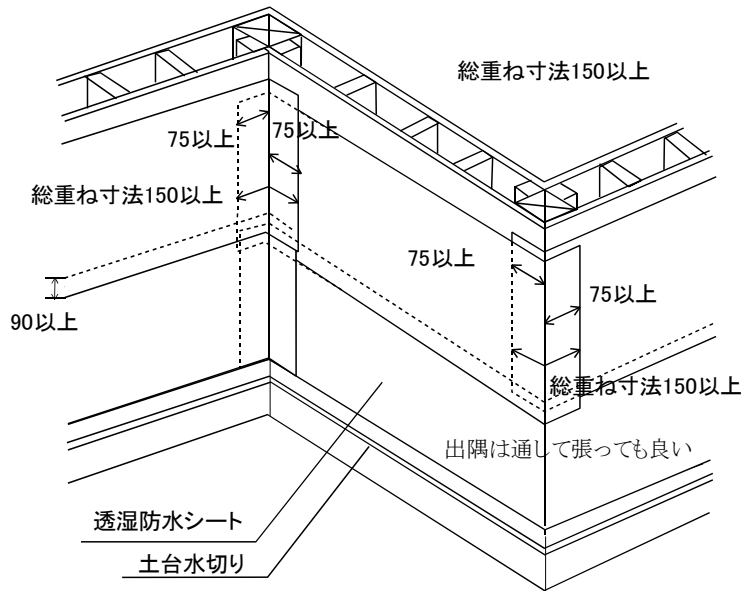 総重ね寸法150以上
75以上
75以上
総重ね寸法150以上
75以上
75以上
90以上
総重ね寸法150以上
出隅は通して張っても良い
透湿防水シート
土台水切り